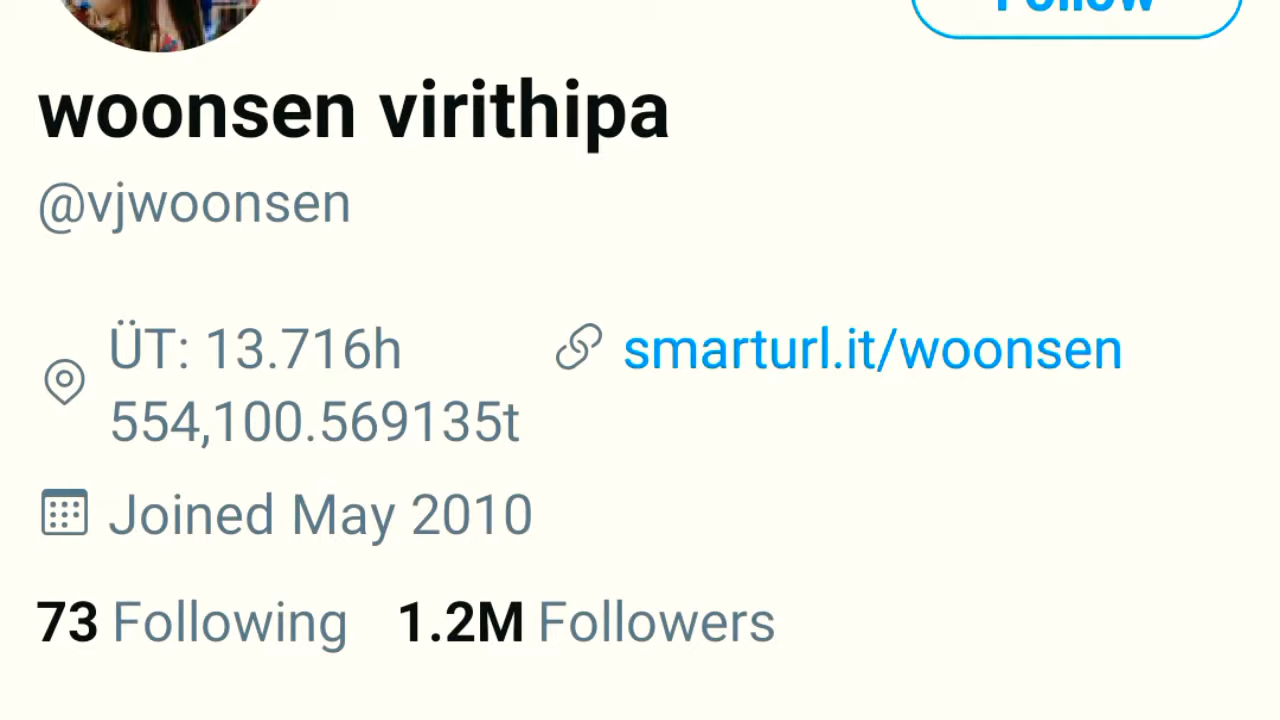 Follow
woonsen virithipa
@vjwoonsen
ÜT: 13.716h
554,100.569135t
smarturl.it/woonsen
Joined May 2010
73 Following 1.2M Followers